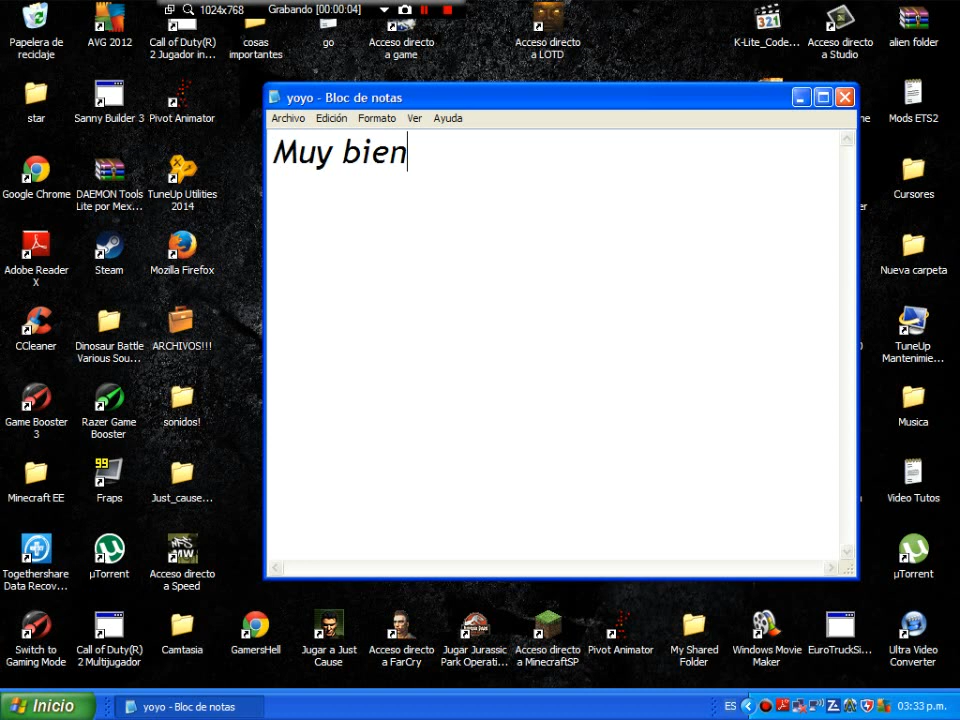 1024x768 Grabando [00:00:04]
Papelera de
reciclaje
AVG 2012
Call of Duty(R)
2 Jugador in...
cosas
importantes
go
Acceso directo
a game
Acceso directo
a LOTD
K-Lite_Code...
Acceso directo
a Studio
alien folder
yoyo - Bloc de notas
Archivo Edición Formato Ver Ayuda
Muy bien
star
Sanny Builder 3
Pivot Animator
Mods ETS2
Google Chrome
DAEMON Tools
Lite por Mex...
TuneUp Utilities
2014
Cursores
Adobe Reader
X
Steam
Mozilla Firefox
Nueva carpeta
CCleaner
Dinosaur Battle
Various Sou...
ARCHIVOS!!!
TuneUp
Mantenimie...
Game Booster
3
Razer Game
Booster
sonidos!
Musica
Minecraft EE
99
Fraps
Just_cause...
Video Tutos
Togethershare
Data Recov...
µTorrent
NFS
MW
Acceso directo
a Speed
µTorrent
Switch to
Gaming Mode
Call of Duty(R)
2 Multijugador
Camtasia
GamersHell
Jugar a Just
Cause
Acceso directo
a FarCry
Jugar Jurassic
Park Operati...
Acceso directo
a MinecraftSP
Pivot Animator
My Shared
Folder
Windows Movie
Maker
EuroTruckSi...
Ultra Video
Converter
Inicio
yoyo - Bloc de notas
ES
03:33 p.m.